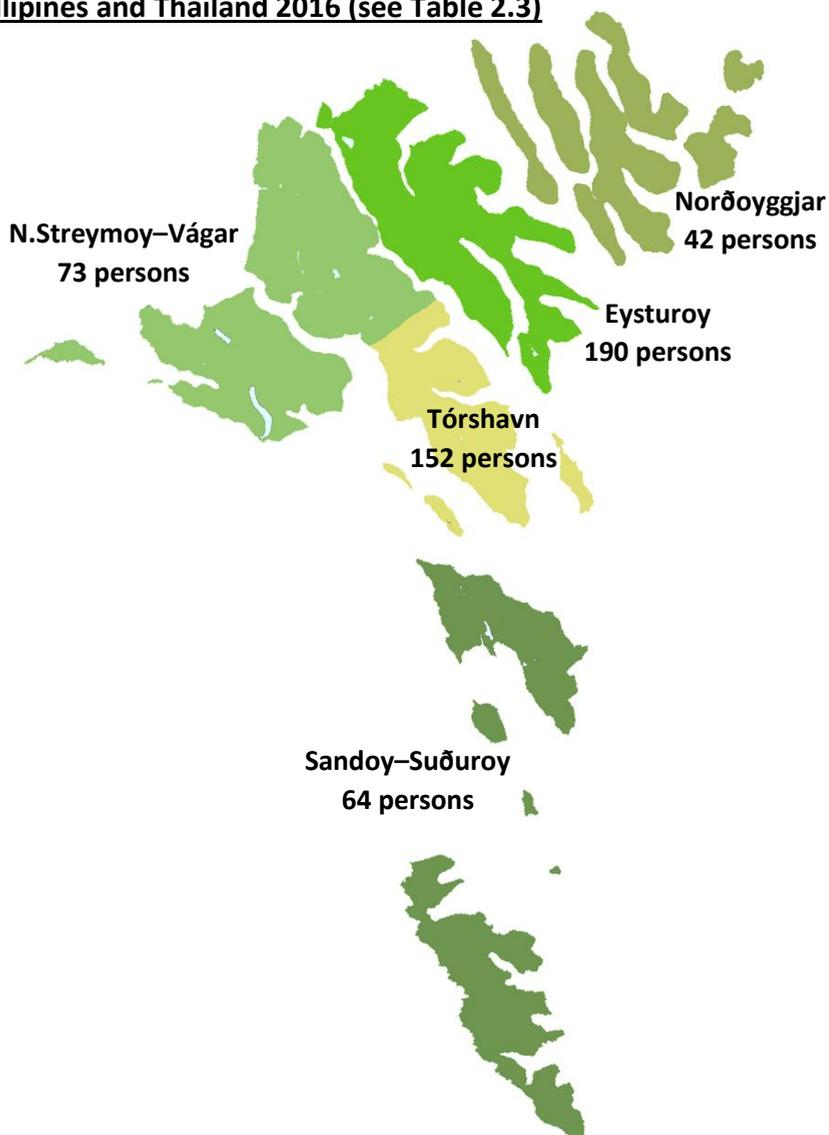 llipines and Thailand 2016 (see Table 2.3)
Norðoyggjar
42 persons
N.Streymoy–Vágar
73 persons
Eysturoy
190 persons
Tórshavn
152 persons
Sandoy–Suðuroy
64 persons